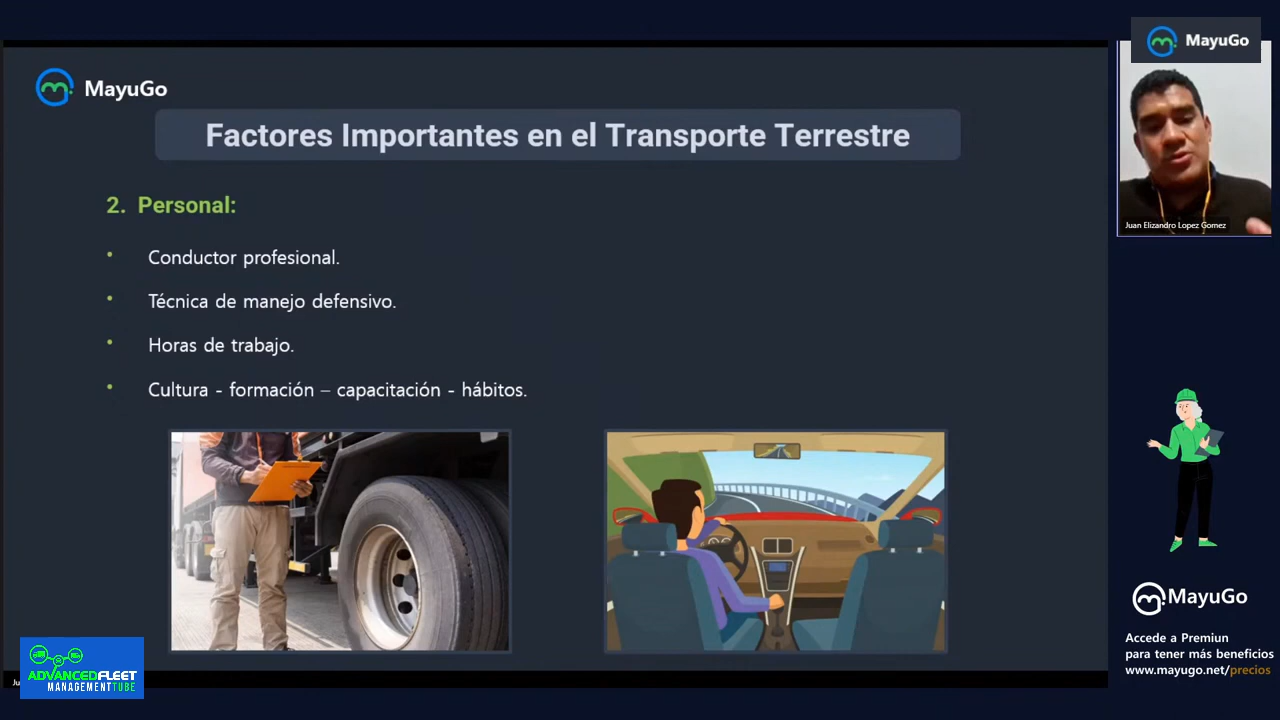 MayuGo
MayuGo
Factores Importantes en el Transporte Terrestre
2. Personal:
• Conductor profesional.
• Técnica de manejo defensivo.
• Horas de trabajo.
• Cultura - formación – capacitación - hábitos.
Juan Elizandro Lopez Gomez
MayuGo
Accede a Premiun
para tener más beneficios
www.mayugo.net/precios
Ju
ADVANCEDFLEET
MANAGEMENTTUBE